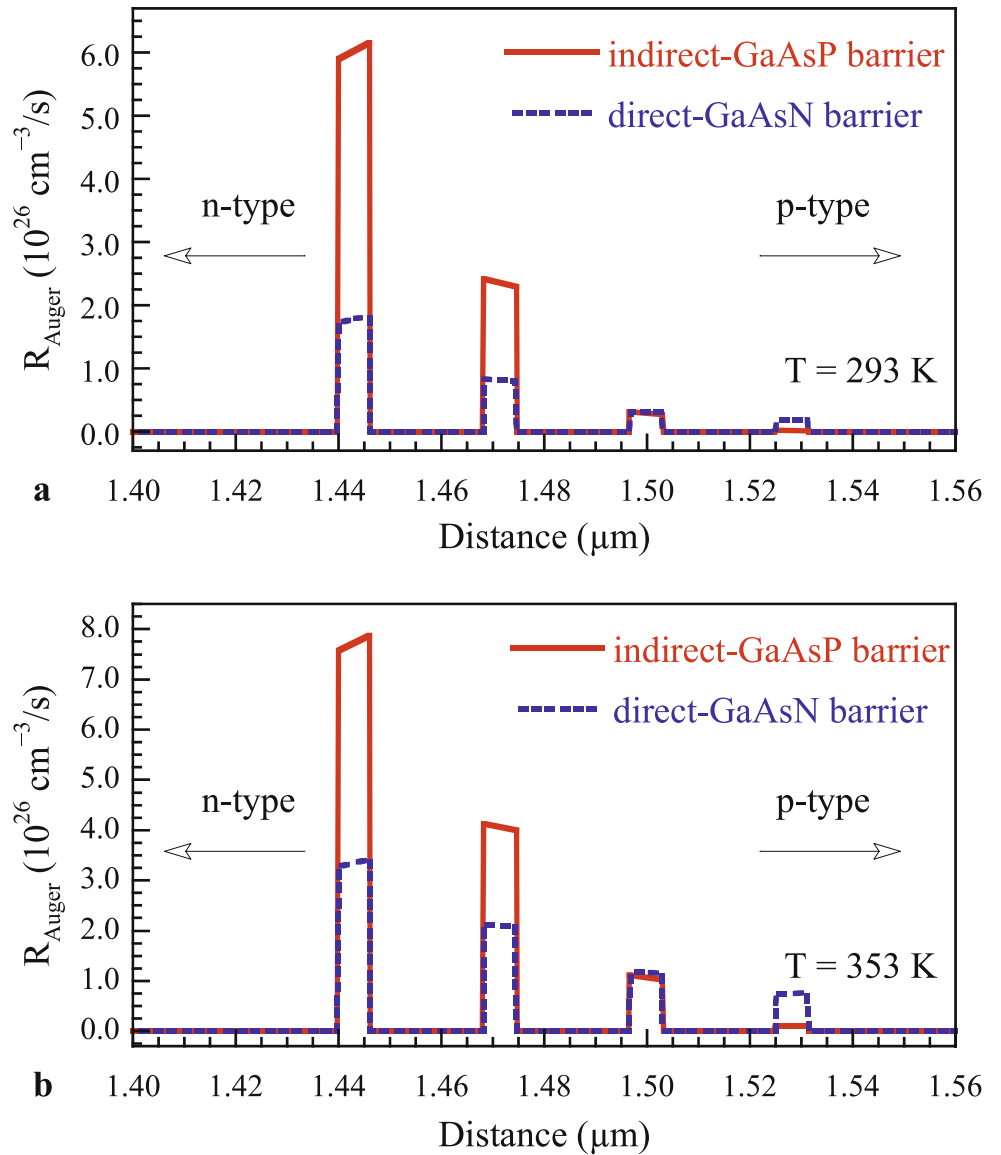 6.0
5.0
4.0
3.0
2.0
1.0
0.0
R_Auger (10^26 cm^−3/s)
indirect-GaAsP barrier
direct-GaAsN barrier
n-type
p-type
T = 293 K
a
1.40 1.42 1.44 1.46 1.48 1.50 1.52 1.54 1.56
Distance (µm)
8.0
7.0
6.0
5.0
4.0
3.0
2.0
1.0
0.0
R_Auger (10^26 cm^−3/s)
indirect-GaAsP barrier
direct-GaAsN barrier
n-type
p-type
T = 353 K
b
1.40 1.42 1.44 1.46 1.48 1.50 1.52 1.54 1.56
Distance (µm)